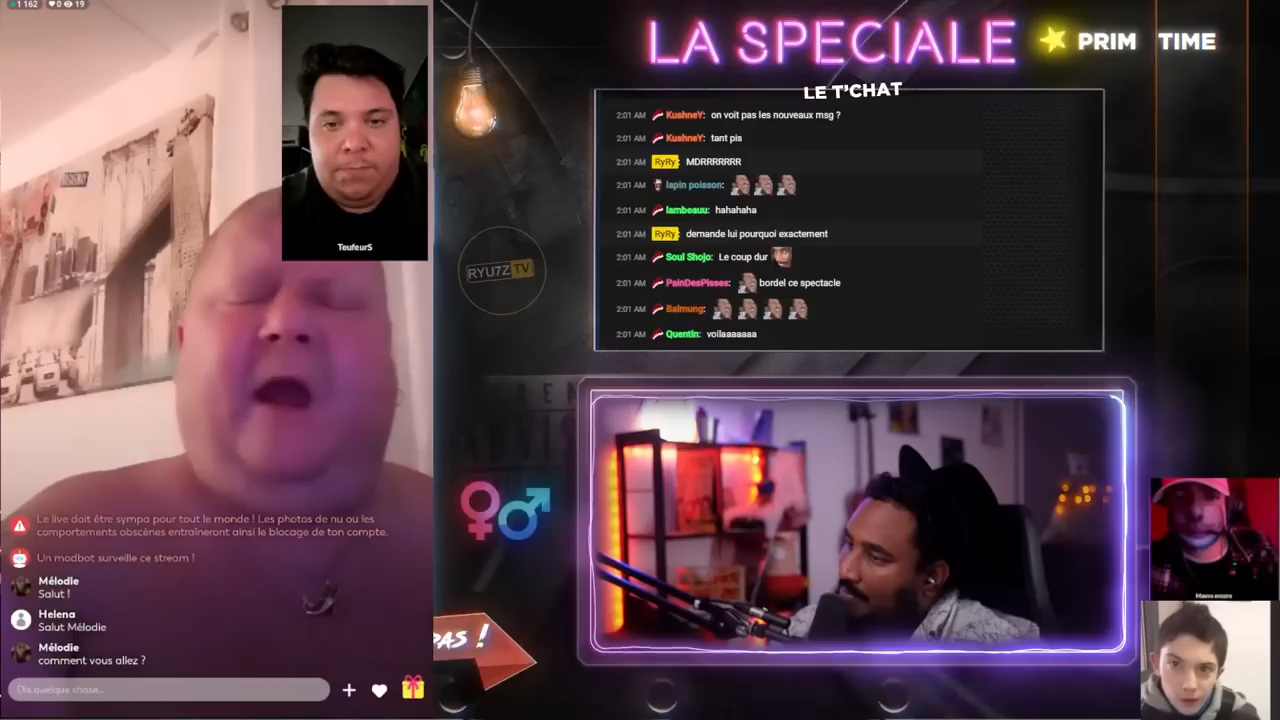 1 162 0 19
TeufeurS
Le live doit être sympa pour tout le monde ! Les photos de nu ou les
comportements obscènes entraîneront ainsi le blocage de ton compte.
Un modbot surveille ce stream !
Mélodie
Salut !
Helena
Salut Mélodie
Mélodie
comment vous allez ?
Dis quelque chose...
LA SPECIALE
PRIM TIME
LE T'CHAT
2:01 AM KushneY: on voit pas les nouveaux msg ?
2:01 AM KushneY: tant pis
2:01 AM RyRy: MDRRRRRRR
2:01 AM lapin poisson:
2:01 AM lambeauu: hahahaha
2:01 AM RyRy: demande lui pourquoi exactement
2:01 AM Soul Shojo: Le coup dur
2:01 AM PainDesPisses: bordel ce spectacle
2:01 AM Balmung:
2:01 AM Quentin: voilaaaaaaa
RYU7Z TV
PAS !